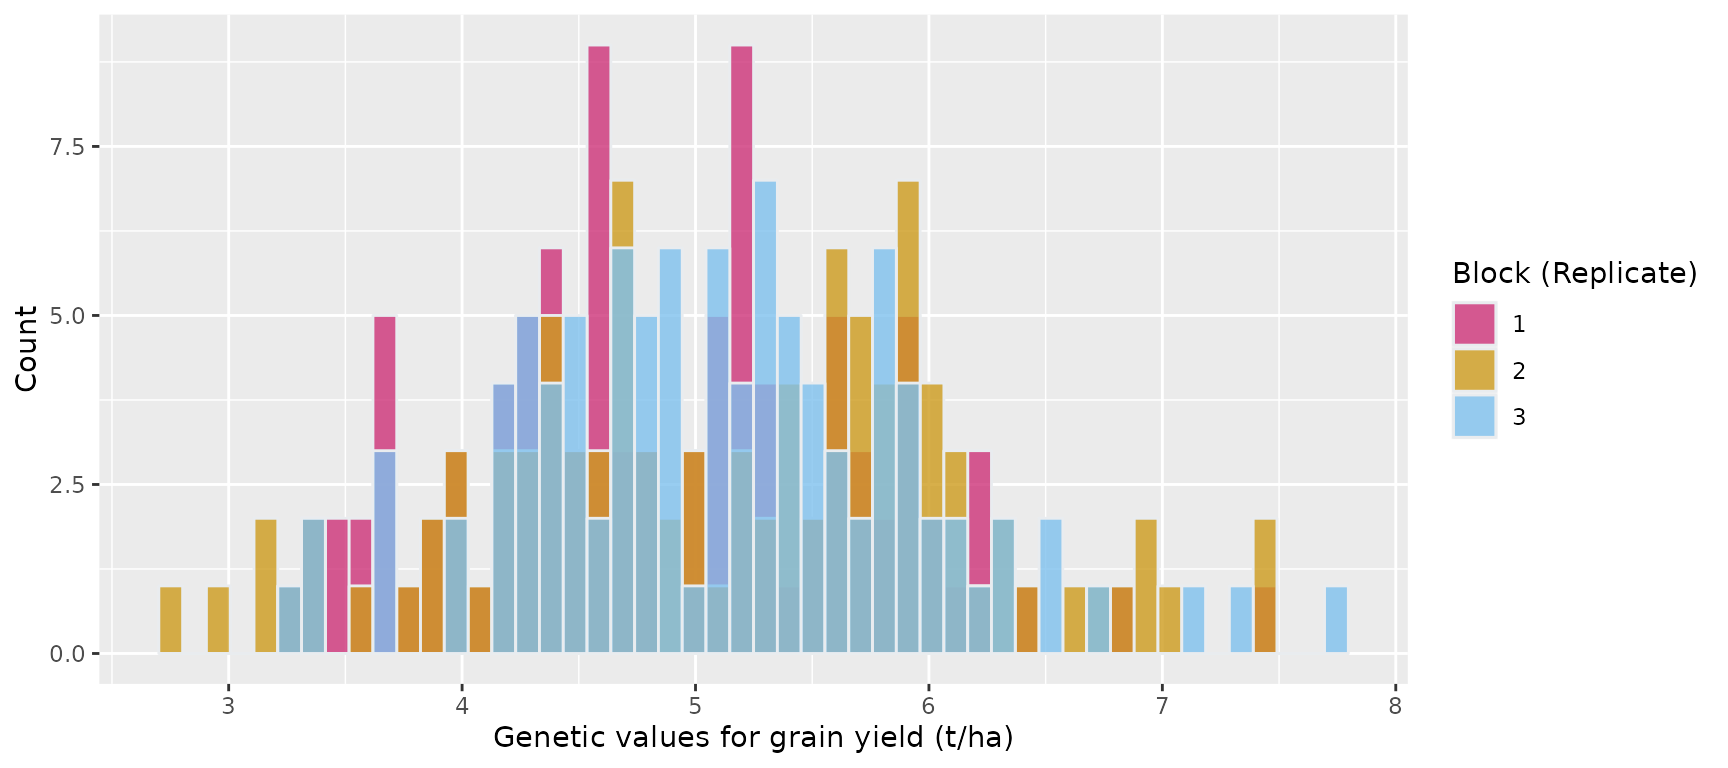 7.5
5.0
2.5
0.0
Count
3 4 5 6 7 8
Genetic values for grain yield (t/ha)
Block (Replicate)
1
2
3